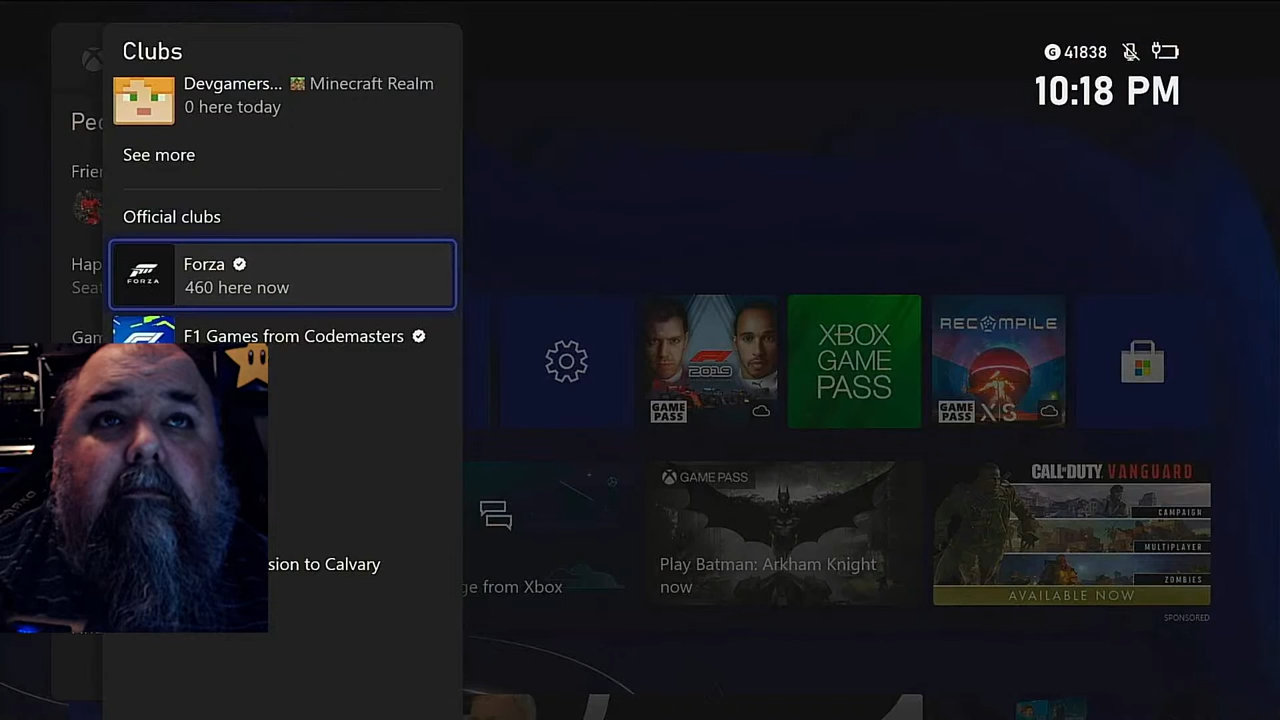 Clubs
Devgamers... Minecraft Realm
0 here today
See more
Official clubs
Forza
460 here now
FORZA
F1 Games from Codemasters
sion to Calvary
Pe
Frie
Hap
Seat
Gam
G 41838
10:18 PM
F1 2019
GAME PASS
XBOX
GAME
PASS
RECOMPILE
GAME PASS
X|S
ge from Xbox
GAME PASS
Play Batman: Arkham Knight
now
CALL OF DUTY VANGUARD
CAMPAIGN
MULTIPLAYER
ZOMBIES
AVAILABLE NOW
SPONSORED